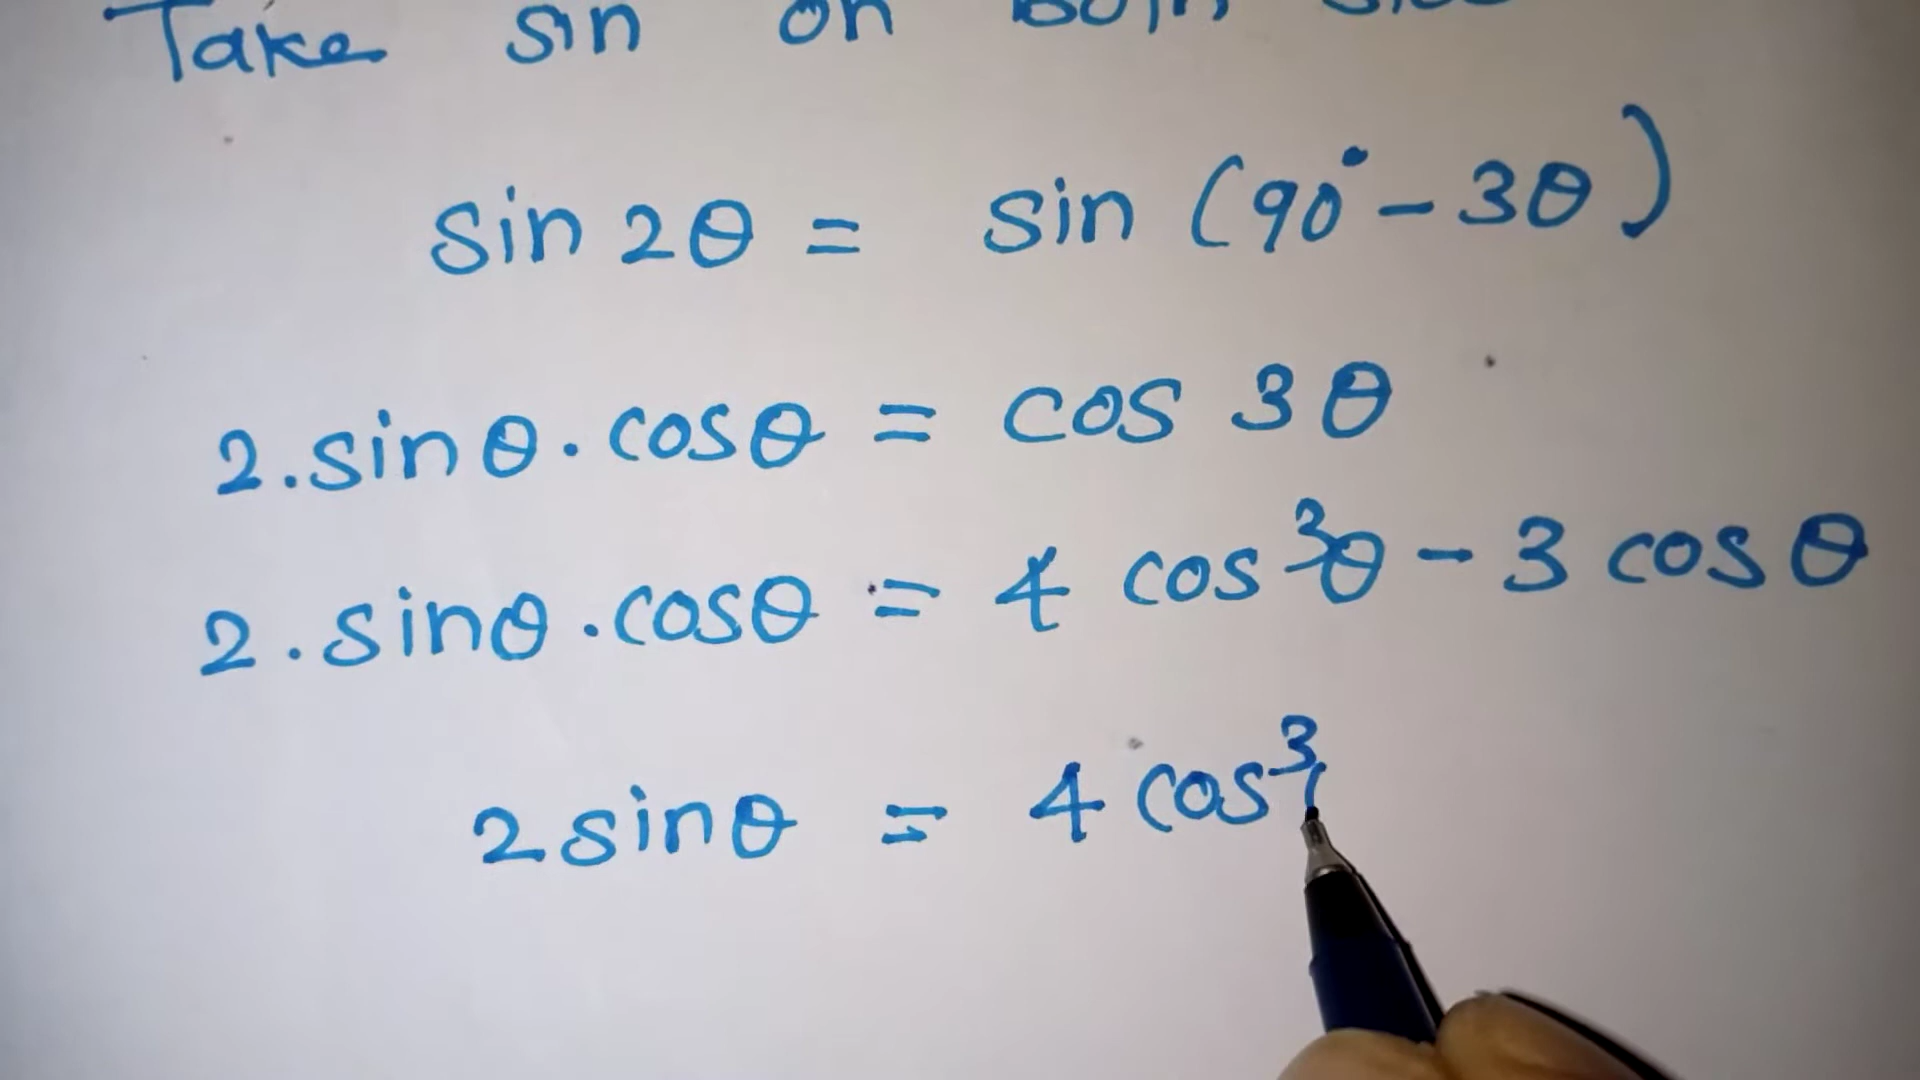 Take sin on Both
sin 2θ = sin (90° - 3θ)
2.sinθ.cosθ = cos 3θ
2.sinθ.cosθ = 4 cos³θ - 3 cosθ
2sinθ = 4 cos³